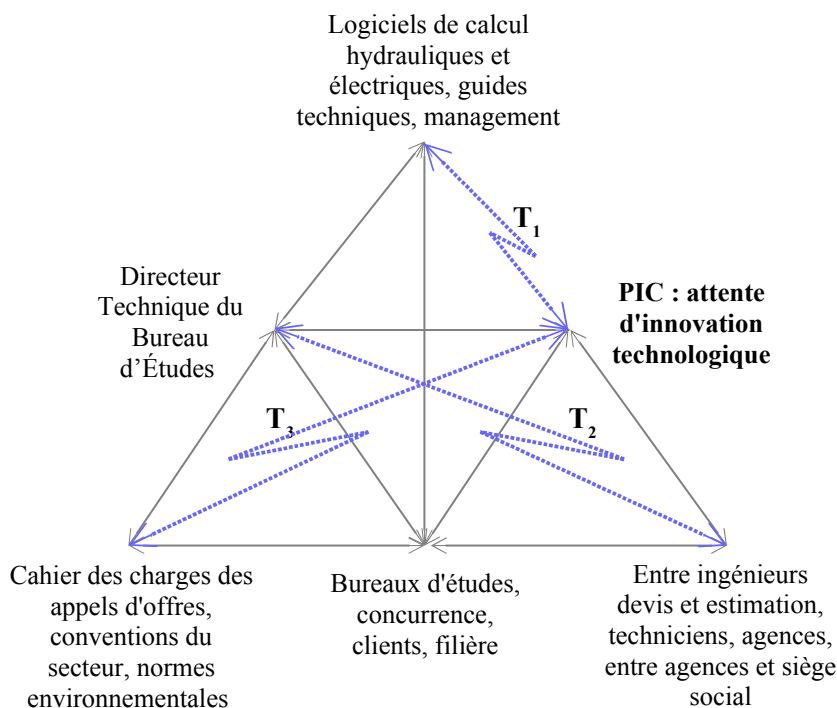 Logiciels de calcul
hydrauliques et
électriques, guides
techniques, management
T1
Directeur
Technique du
Bureau
d'Études
PIC : attente
d'innovation
technologique
T3
T2
Cahier des charges des
appels d'offres,
conventions du
secteur, normes
environnementales
Bureaux d'études,
concurrence,
clients, filière
Entre ingénieurs
devis et estimation,
techniciens, agences,
entre agences et siège
social